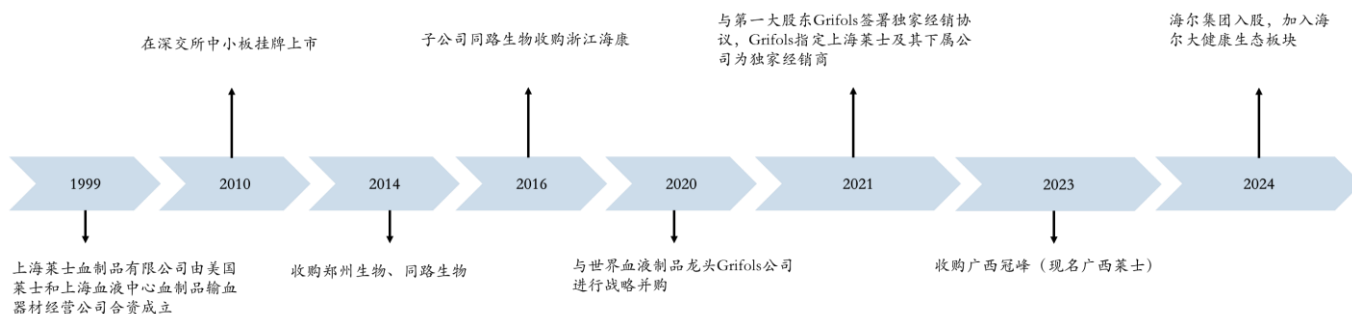 在深交所中小板挂牌上市
子公司同路生物收购浙江海康
与第一大股东Grifols签署独家经销协
议，Grifols指定上海莱士及其下属公
司为独家经销商
海尔集团入股，加入海
尔大健康生态板块
1999
2010
2014
2016
2020
2021
2023
2024
上海莱士血制品有限公司由美国
莱士和上海血液中心血制品输血
器材经营公司合资成立
收购郑州生物、同路生物
与世界血液制品龙头Grifols公司
进行战略并购
收购广西冠峰（现名广西莱士）